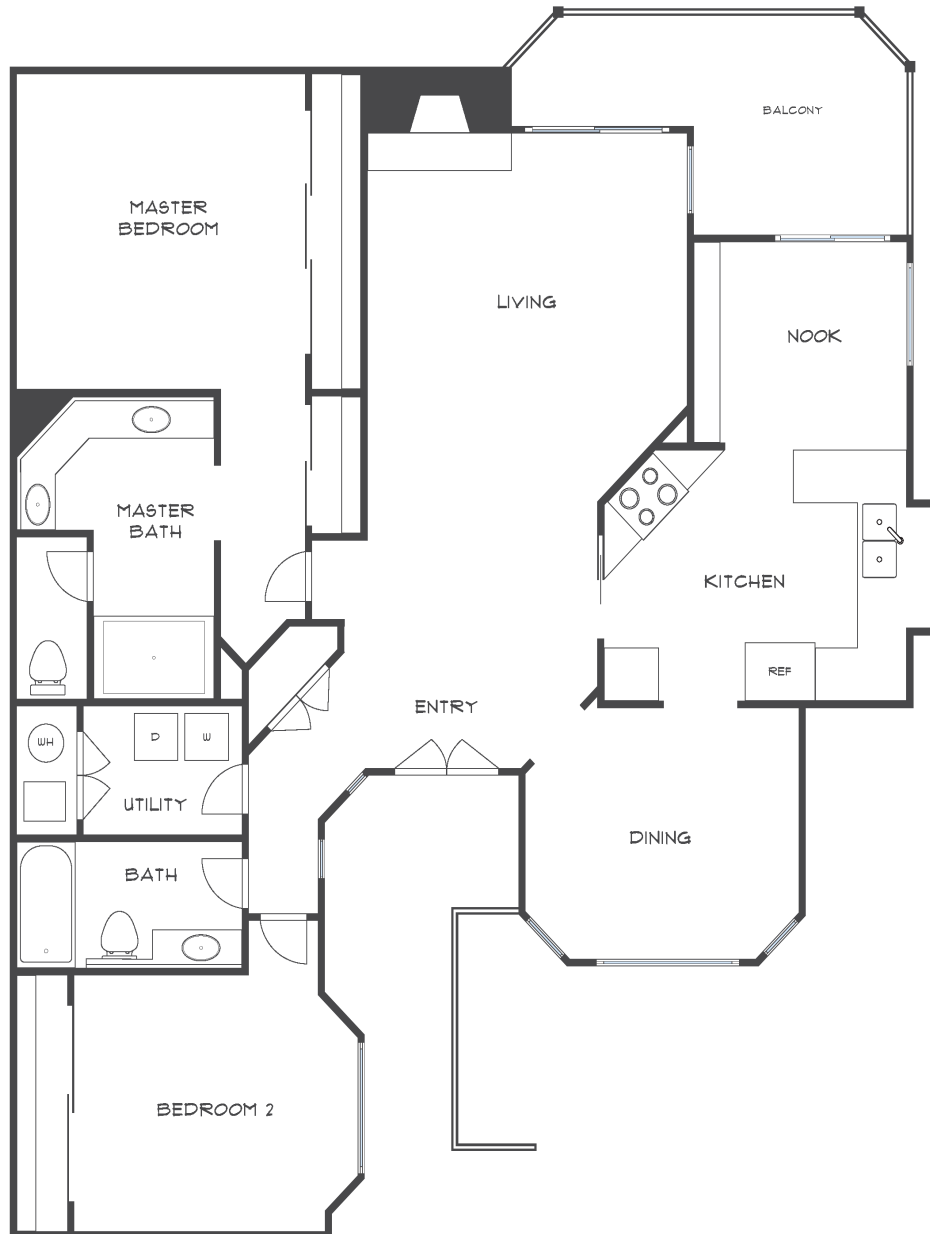 BALCONY
MASTER
BEDROOM
LIVING
NOOK
MASTER
BATH
KITCHEN
REF
ENTRY
WH
D
W
UTILITY
DINING
BATH
BEDROOM 2